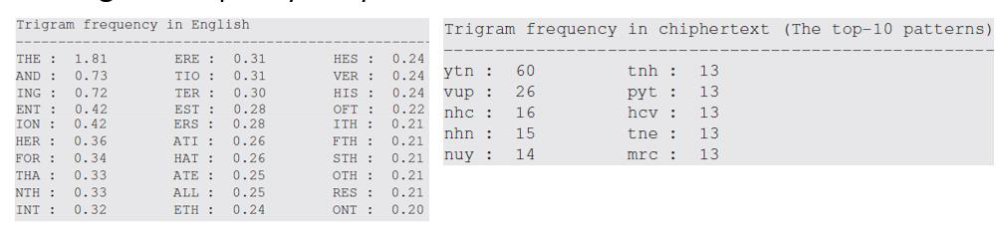 Trigram frequency in English
THE : 1.81 ERE : 0.31 HES : 0.24
AND : 0.73 TIO : 0.31 VER : 0.24
ING : 0.72 TER : 0.30 HIS : 0.24
ENT : 0.42 EST : 0.28 OFT : 0.22
ION : 0.42 ERS : 0.28 ITH : 0.21
HER : 0.36 ATI : 0.26 FTH : 0.21
FOR : 0.34 HAT : 0.26 STH : 0.21
THA : 0.33 ATE : 0.25 OTH : 0.21
NTH : 0.33 ALL : 0.25 RES : 0.21
INT : 0.32 ETH : 0.24 ONT : 0.20
Trigram frequency in chiphertext (The top-10 patterns)
ytn : 60 tnh : 13
vup : 26 pyt : 13
nhc : 16 hcv : 13
nhn : 15 tne : 13
nuy : 14 mrc : 13